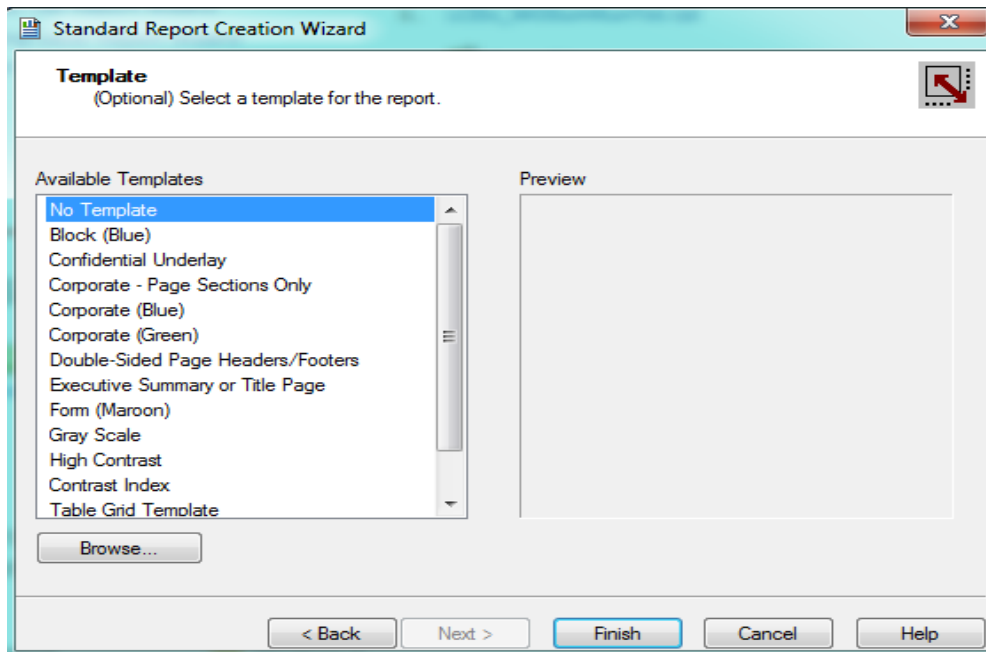 Standard Report Creation Wizard
Template
(Optional) Select a template for the report.
Available Templates
Preview
No Template
Block (Blue)
Confidential Underlay
Corporate - Page Sections Only
Corporate (Blue)
Corporate (Green)
Double-Sided Page Headers/Footers
Executive Summary or Title Page
Form (Maroon)
Gray Scale
High Contrast
Contrast Index
Table Grid Template
Browse...
< Back
Next >
Finish
Cancel
Help